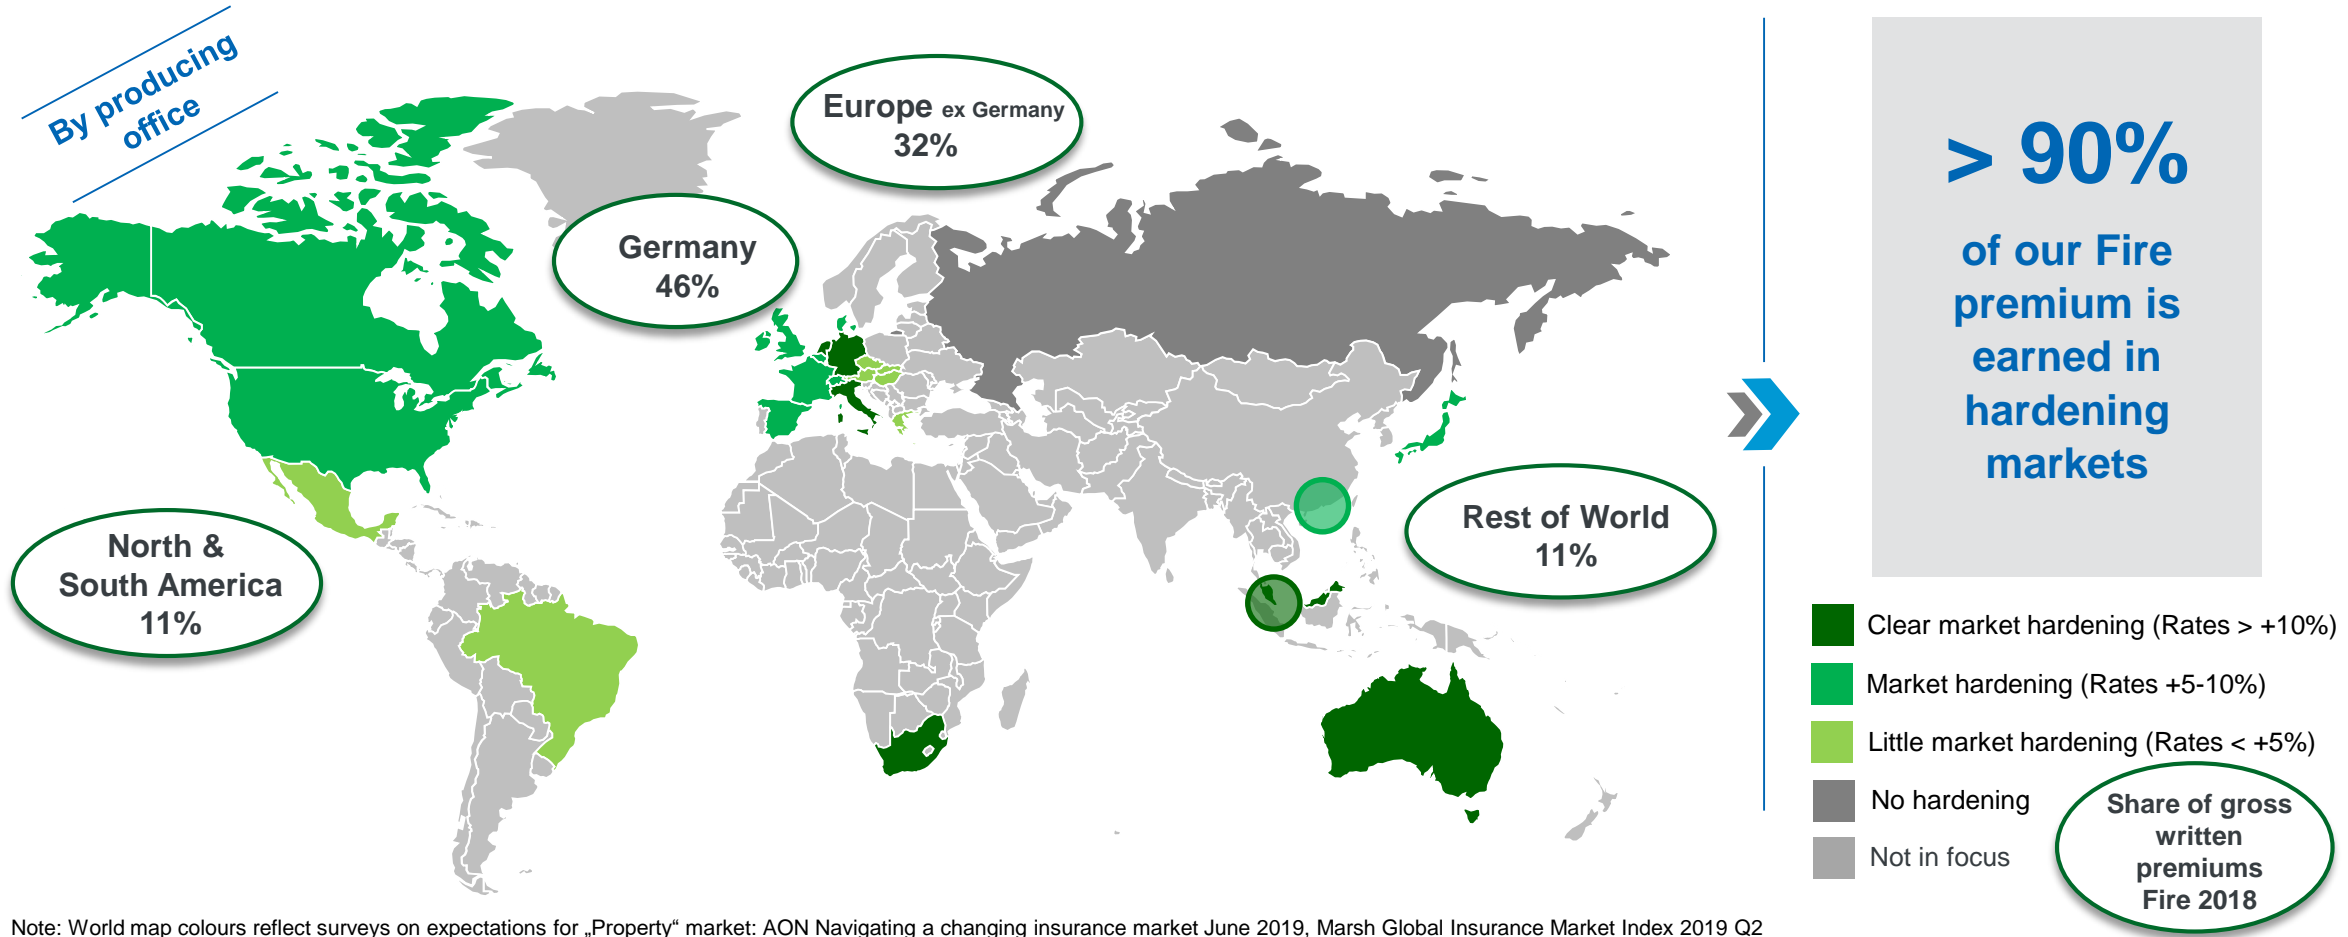 By producing
office
Europe ex Germany
32%
Germany
46%
North &
South America
11%
Rest of World
11%
> 90%
of our Fire
premium is
earned in
hardening
markets
Clear market hardening (Rates > +10%)
Market hardening (Rates +5-10%)
Little market hardening (Rates < +5%)
No hardening
Not in focus
Share of gross
written
premiums
Fire 2018
Note: World map colours reflect surveys on expectations for „Property“ market: AON Navigating a changing insurance market June 2019, Marsh Global Insurance Market Index 2019 Q2